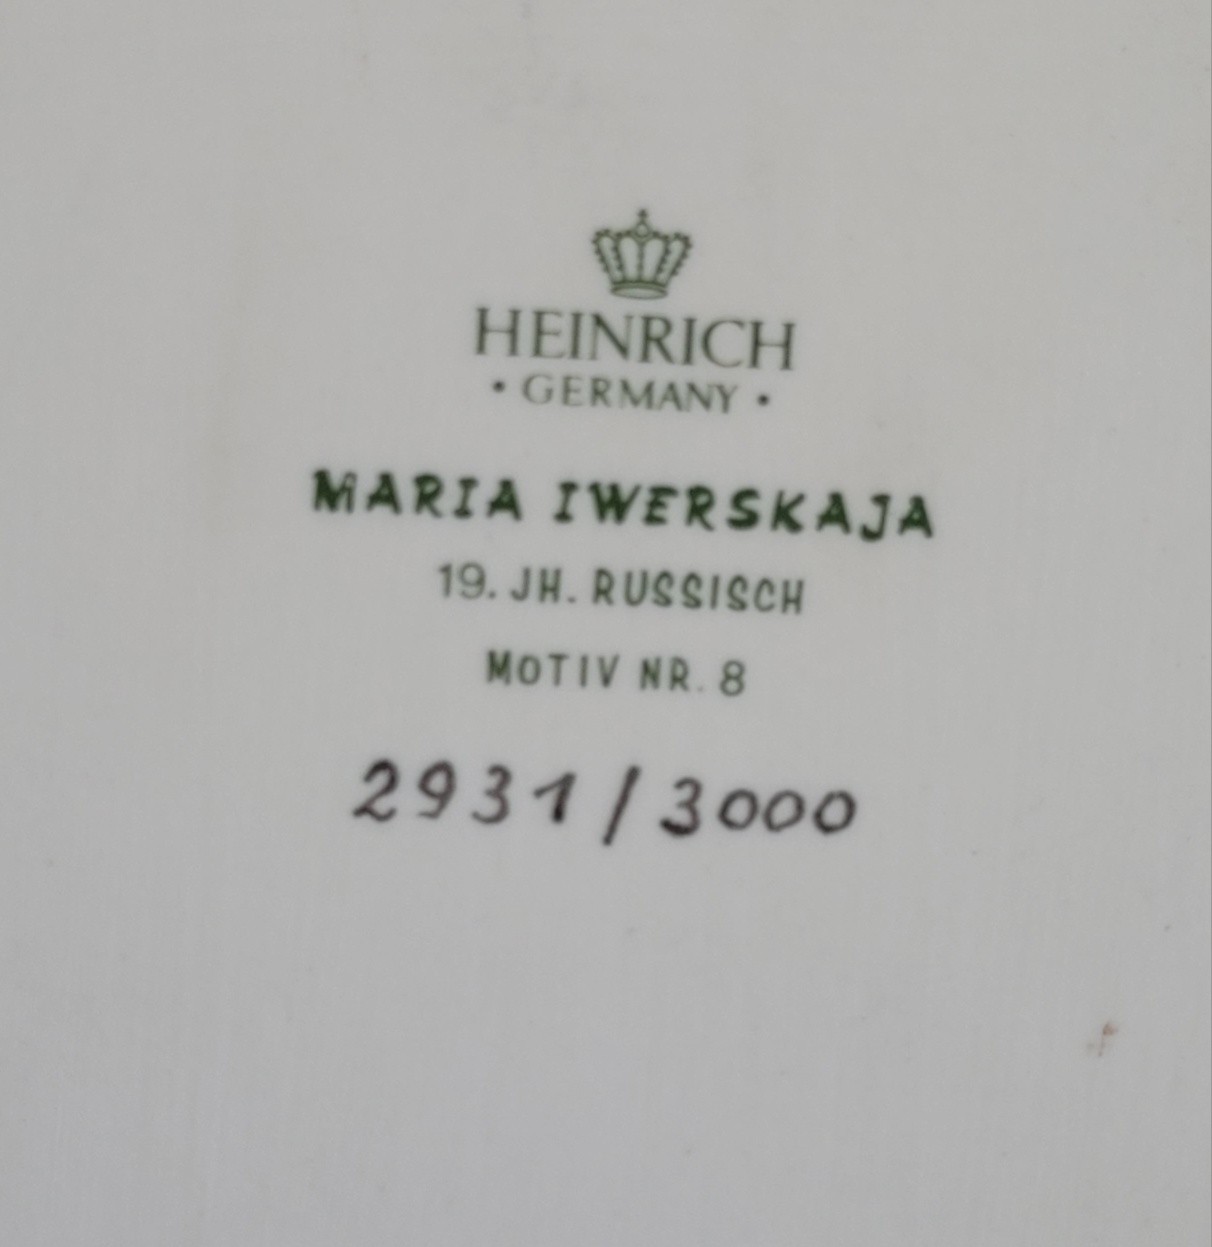 HEINRICH
• GERMANY •
MARIA IWERSKAJA
19. JH. RUSSISCH
MOTIV NR. 8
2931/3000